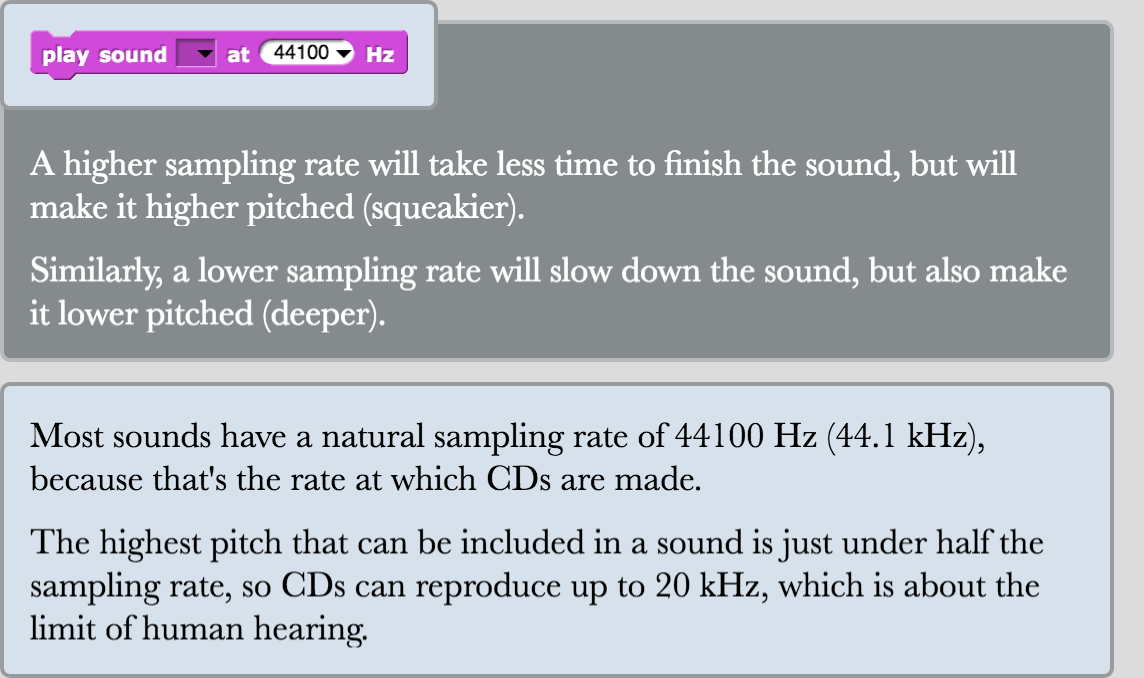 play sound at 44100 Hz
A higher sampling rate will take less time to finish the sound, but will
make it higher pitched (squeakier).
Similarly, a lower sampling rate will slow down the sound, but also make
it lower pitched (deeper).
Most sounds have a natural sampling rate of 44100 Hz (44.1 kHz),
because that's the rate at which CDs are made.
The highest pitch that can be included in a sound is just under half the
sampling rate, so CDs can reproduce up to 20 kHz, which is about the
limit of human hearing.